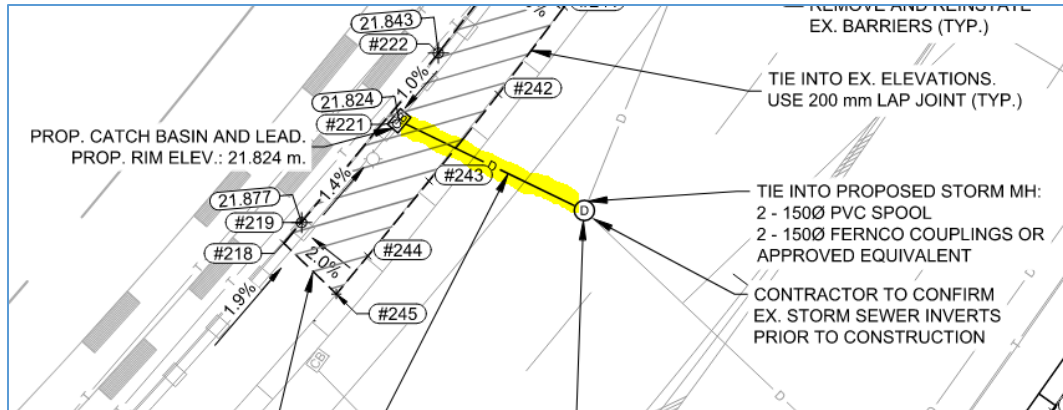 REMOVE AND REINSTATE
EX. BARRIERS (TYP.)
21.843
#222
1.0%
#242
TIE INTO EX. ELEVATIONS.
USE 200 mm LAP JOINT (TYP.)
21.824
#221
CB
D
PROP. CATCH BASIN AND LEAD.
PROP. RIM ELEV.: 21.824 m.
D
#243
1.4%
21.877
#219
#218
D
TIE INTO PROPOSED STORM MH:
2 - 150Ø PVC SPOOL
2 - 150Ø FERNCO COUPLINGS OR
APPROVED EQUIVALENT
#244
2.0%
1.9%
#245
CONTRACTOR TO CONFIRM
EX. STORM SEWER INVERTS
PRIOR TO CONSTRUCTION
CB
D